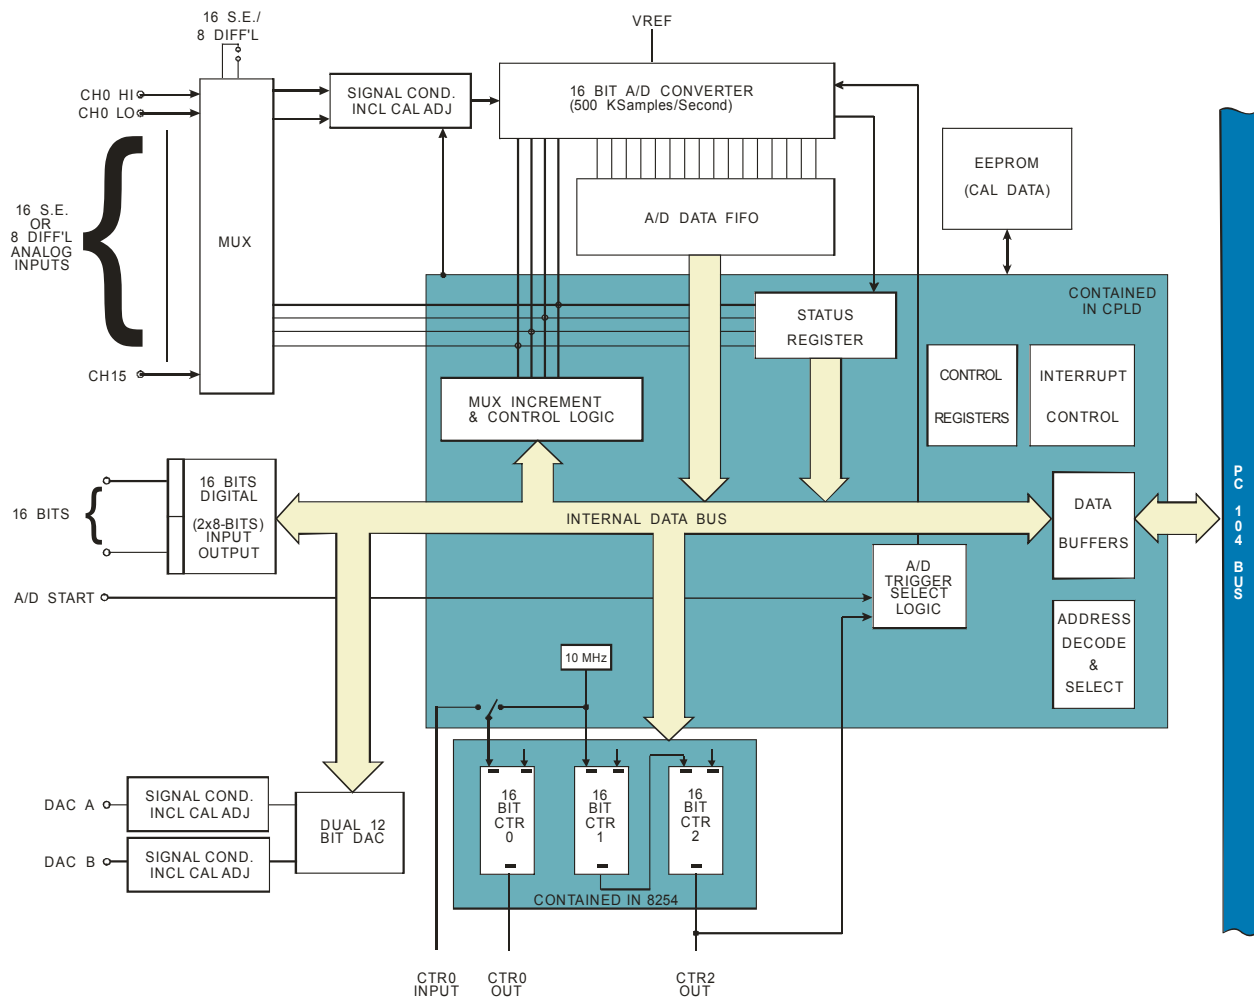 16 S.E./
8 DIFF'L
VREF
CH0 HI
CH0 LO
SIGNAL COND.
INCL CAL ADJ
16 BIT A/D CONVERTER
(500 KSamples/Second)
EEPROM
(CAL DATA)
16 S.E.
OR
8 DIFF'L
ANALOG
INPUTS
MUX
A/D DATA FIFO
CONTAINED
IN CPLD
STATUS
REGISTER
CH15
MUX INCREMENT
& CONTROL LOGIC
CONTROL
REGISTERS
INTERRUPT
CONTROL
16 BITS
16 BITS
DIGITAL
(2x8-BITS)
INPUT
OUTPUT
INTERNAL DATA BUS
DATA
BUFFERS
PC 104 BUS
A/D START
A/D
TRIGGER
SELECT
LOGIC
ADDRESS
DECODE
&
SELECT
10 MHz
DAC A
SIGNAL COND.
INCL CAL ADJ
DAC B
SIGNAL COND.
INCL CAL ADJ
DUAL 12
BIT DAC
16
BIT
CTR
0
16
BIT
CTR
1
16
BIT
CTR
2
CONTAINED IN 8254
CTR0
INPUT
CTR0
OUT
CTR2
OUT